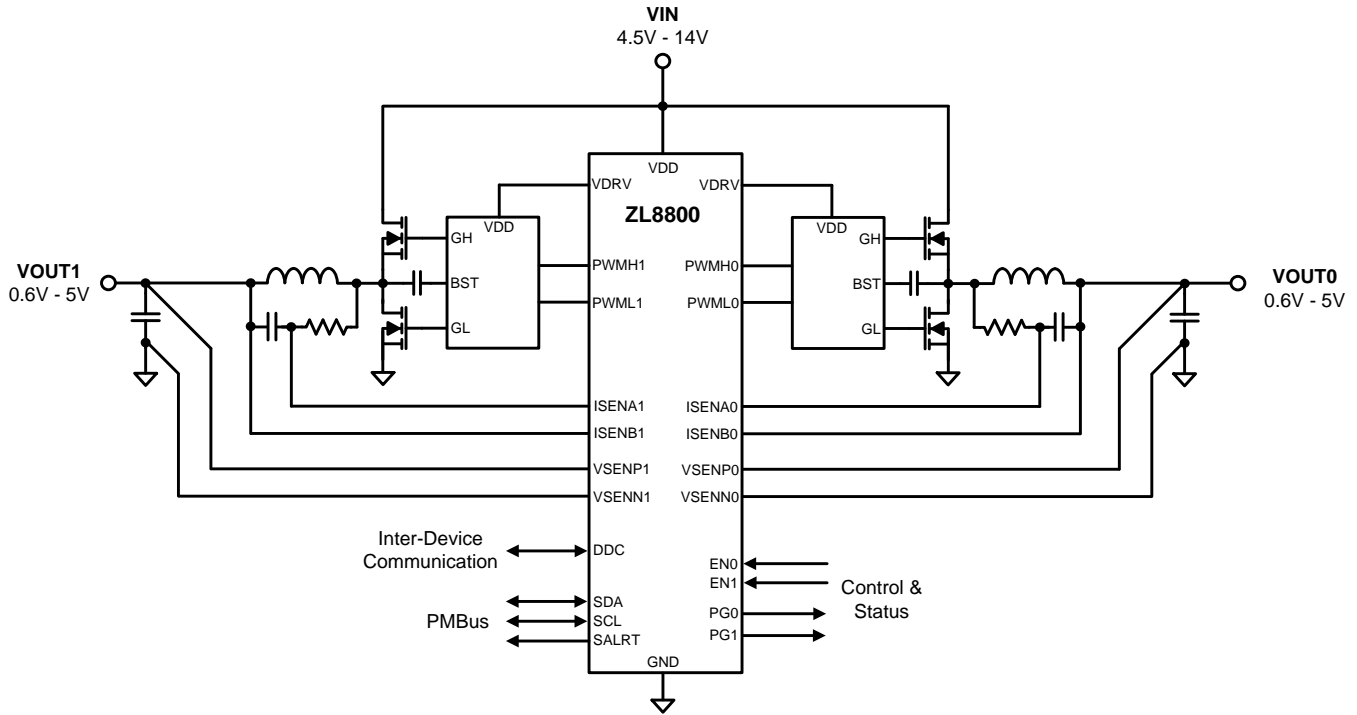 VIN
4.5V - 14V
VDD
VDRV
VDRV
ZL8800
VDD
GH
BST
GL
VDD
GH
BST
GL
PWMH1
PWML1
PWMH0
PWML0
VOUT1
0.6V - 5V
VOUT0
0.6V - 5V
ISENA1
ISENB1
VSENP1
VSENN1
ISENA0
ISENB0
VSENP0
VSENN0
Inter-Device
Communication
DDC
PMBus
SDA
SCL
SALRT
EN0
EN1
PG0
PG1
Control &
Status
GND